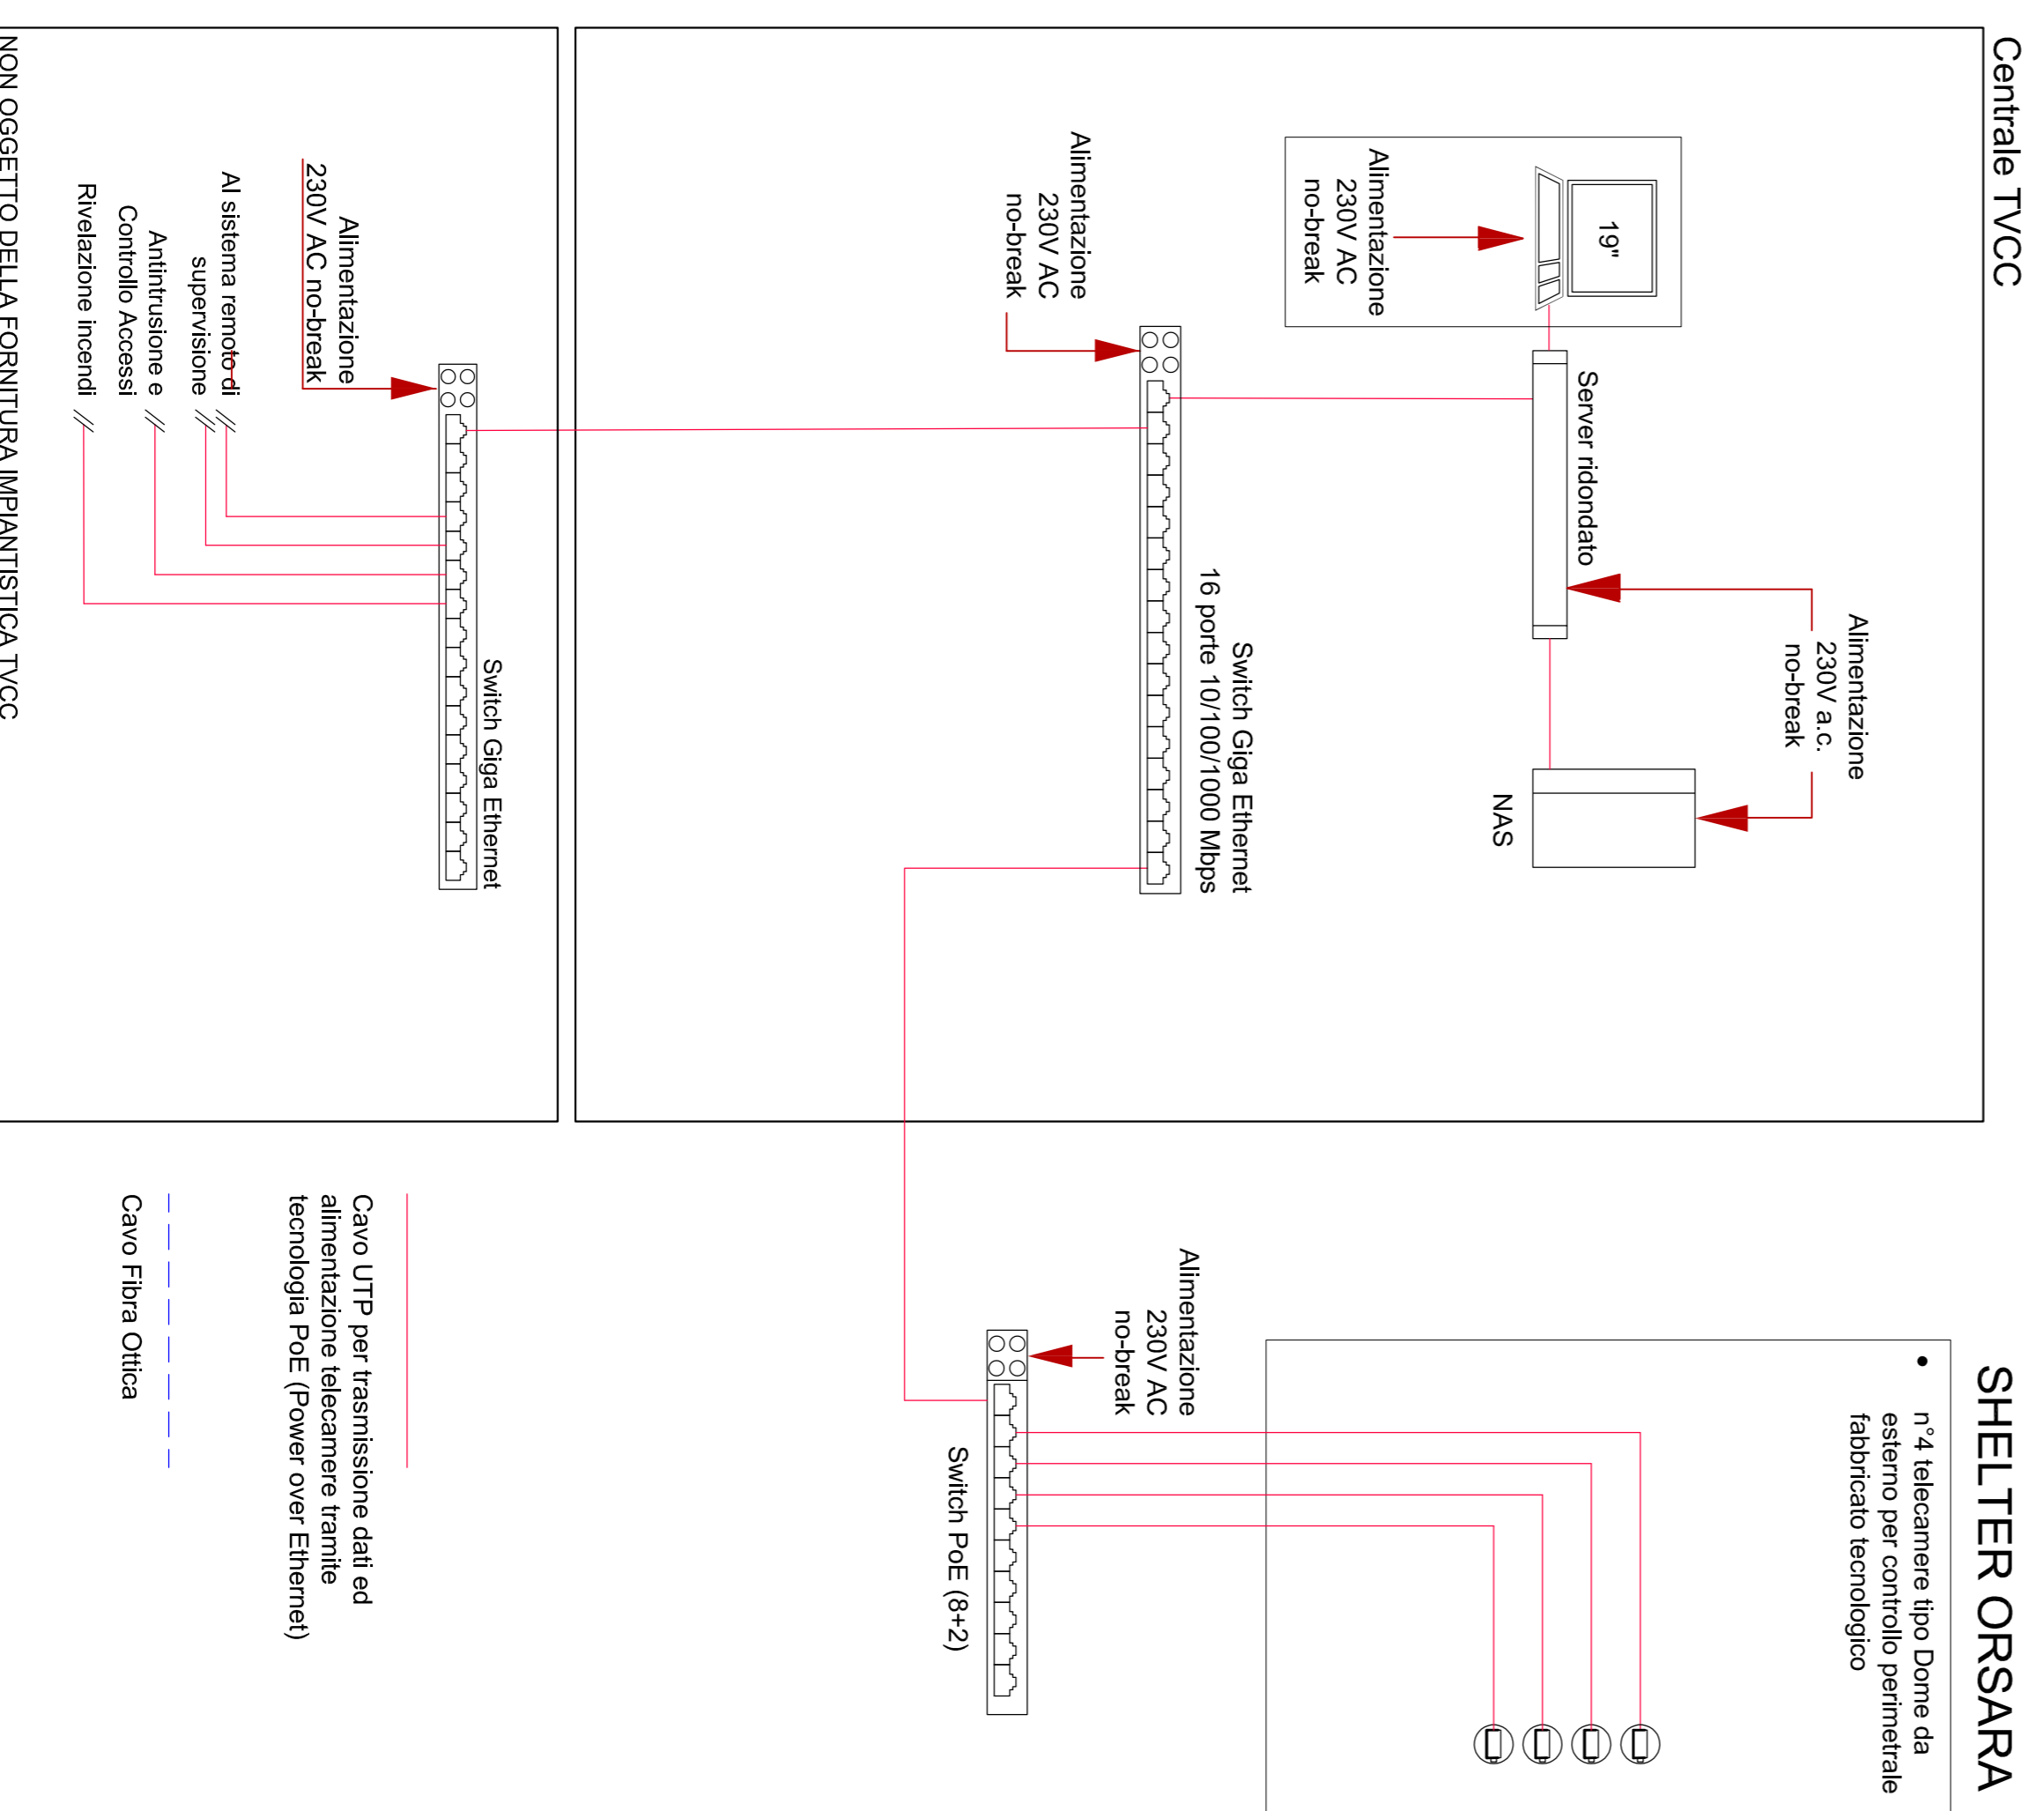 Centrale TVCC
Alimentazione
230V a.c.
no-break
19"
Server ridondato
NAS
Alimentazione
230V AC
no-break
Switch Giga Ethernet
16 porte 10/100/1000 Mbps
Alimentazione
230V AC
no-break
Switch Giga Ethernet
Alimentazione
230V AC no-break
Al sistema remoto di
supervisione
Antintrusione e
Controllo Accessi
Rivelazione incendi
NON OGGETTO DELLA FORNITURA IMPIANTISTICA TVCC
SHELTER ORSARA
• n°4 telecamere tipo Dome da
esterno per controllo perimetrale
fabbricato tecnologico
Alimentazione
230V AC
no-break
Switch PoE (8+2)
Cavo UTP per trasmissione dati ed
alimentazione telecamere tramite
tecnologia PoE (Power over Ethernet)
Cavo Fibra Ottica